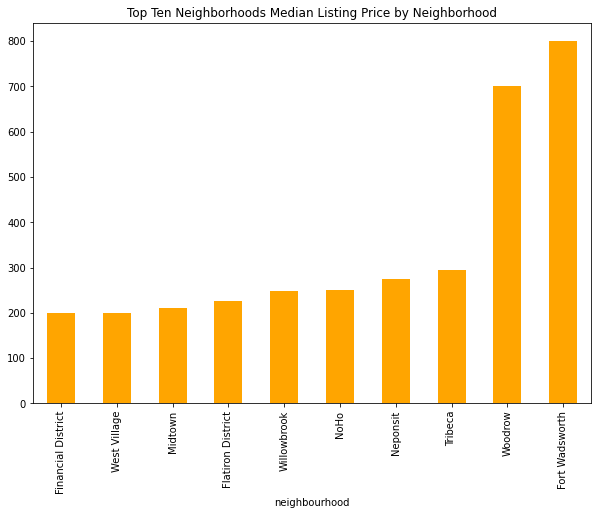 Top Ten Neighborhoods Median Listing Price by Neighborhood
800
700
600
500
400
300
200
100
0
Financial District
West Village
Midtown
Flatiron District
Willowbrook
NoHo
Neponsit
Tribeca
Woodrow
Fort Wadsworth
neighbourhood